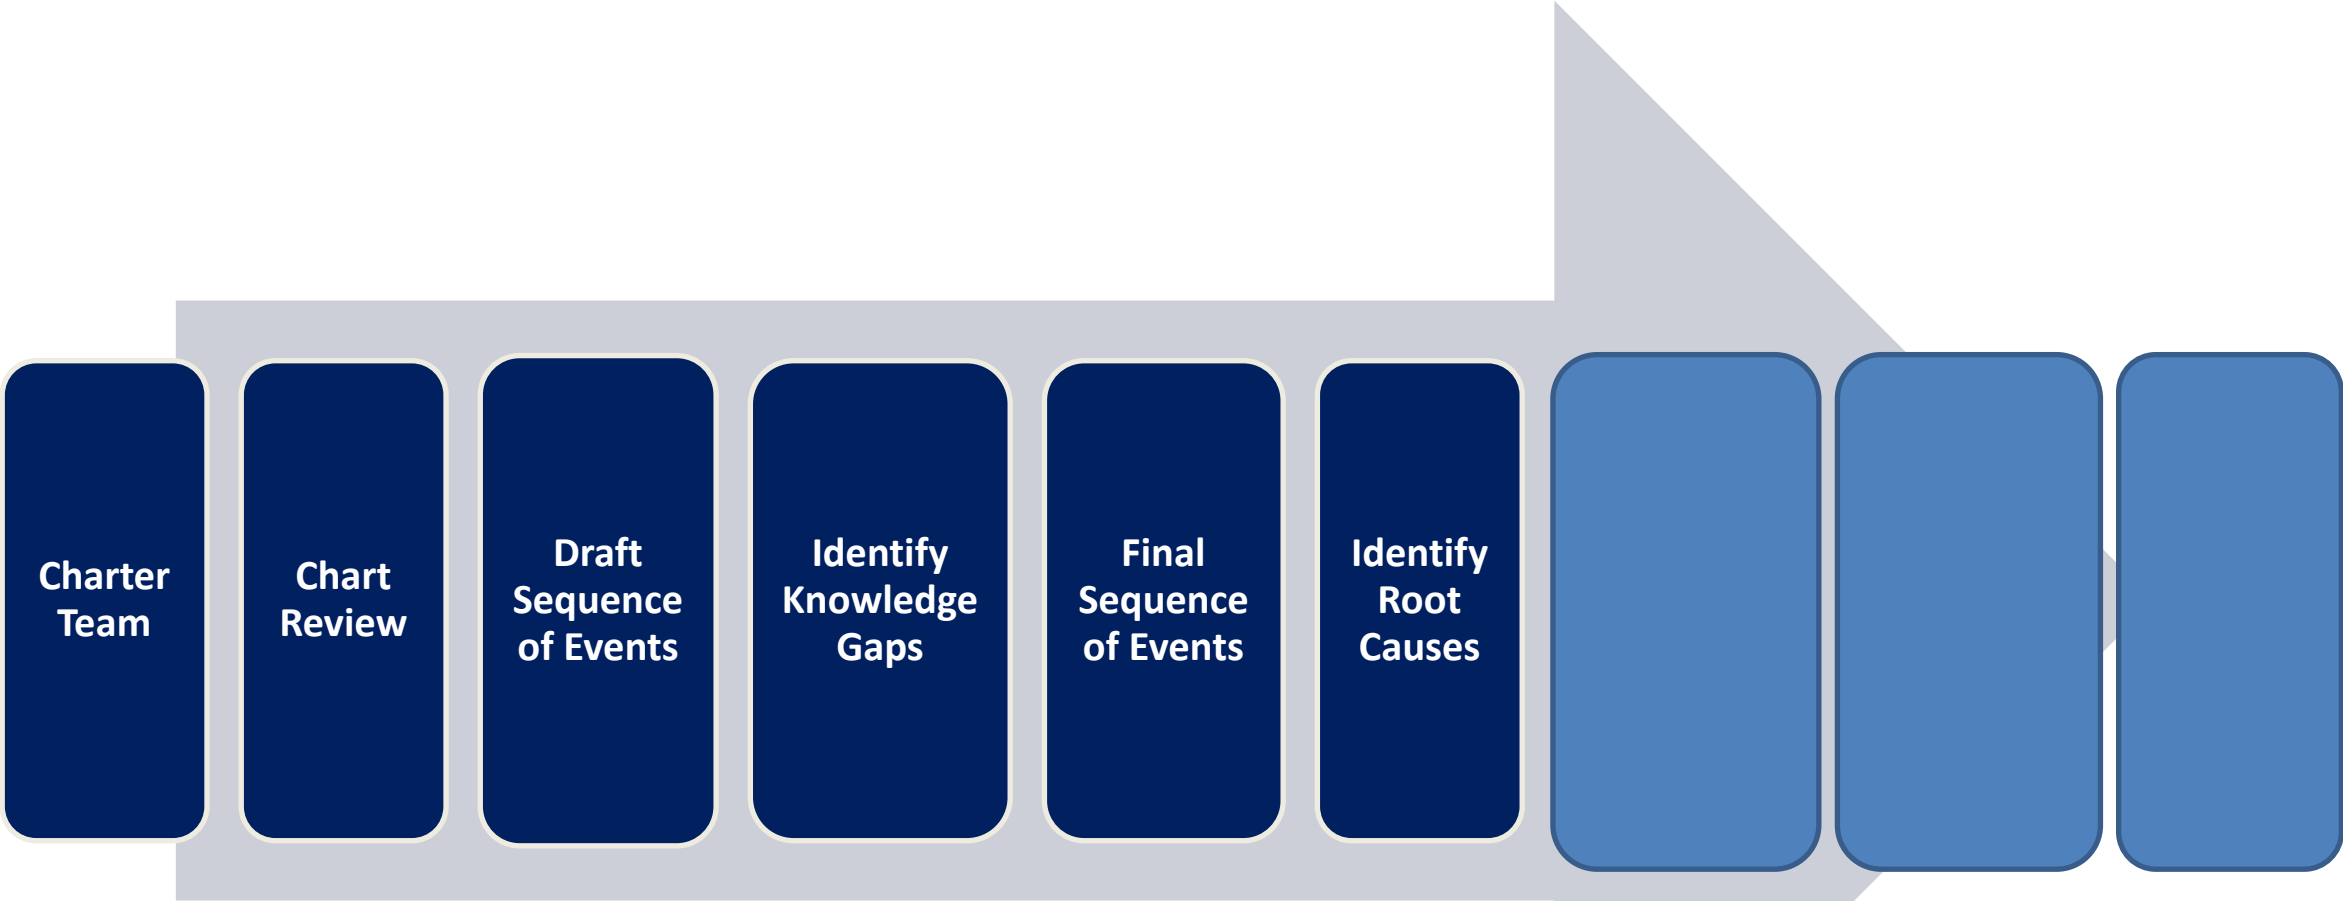 Charter
Team
Chart
Review
Draft
Sequence
of Events
Identify
Knowledge
Gaps
Final
Sequence
of Events
Identify
Root
Causes